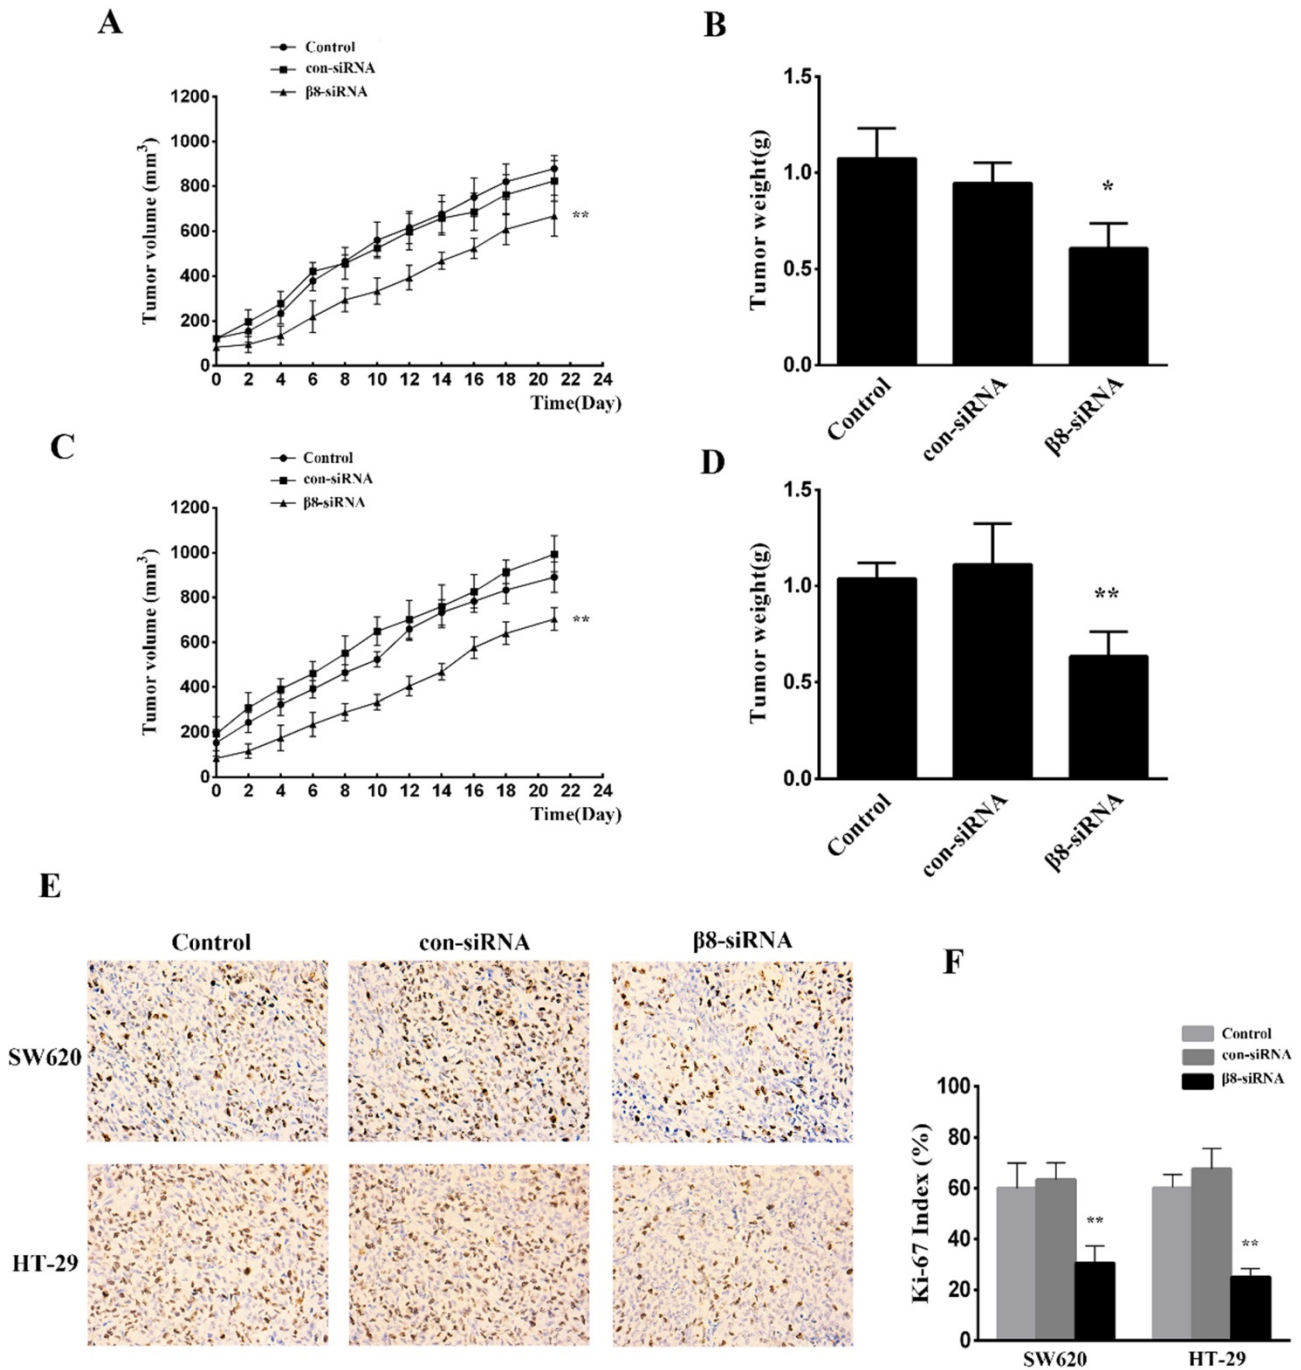 A
Control
con-siRNA
β8-siRNA
1200
1000
800
600
400
200
0
Tumor volume (mm3)
**
0 2 4 6 8 10 12 14 16 18 20 22 24
Time(Day)
B
1.5
1.0
0.5
0.0
Tumor weight(g)
*
Control
con-siRNA
β8-siRNA
C
Control
con-siRNA
β8-siRNA
1200
1000
800
600
400
200
0
Tumor volume (mm3)
**
0 2 4 6 8 10 12 14 16 18 20 22 24
Time(Day)
D
1.5
1.0
0.5
0.0
Tumor weight(g)
**
Control
con-siRNA
β8-siRNA
E
Control con-siRNA β8-siRNA
SW620
HT-29
F
Control
con-siRNA
β8-siRNA
100
80
60
40
20
0
Ki-67 Index (%)
**
**
SW620 HT-29